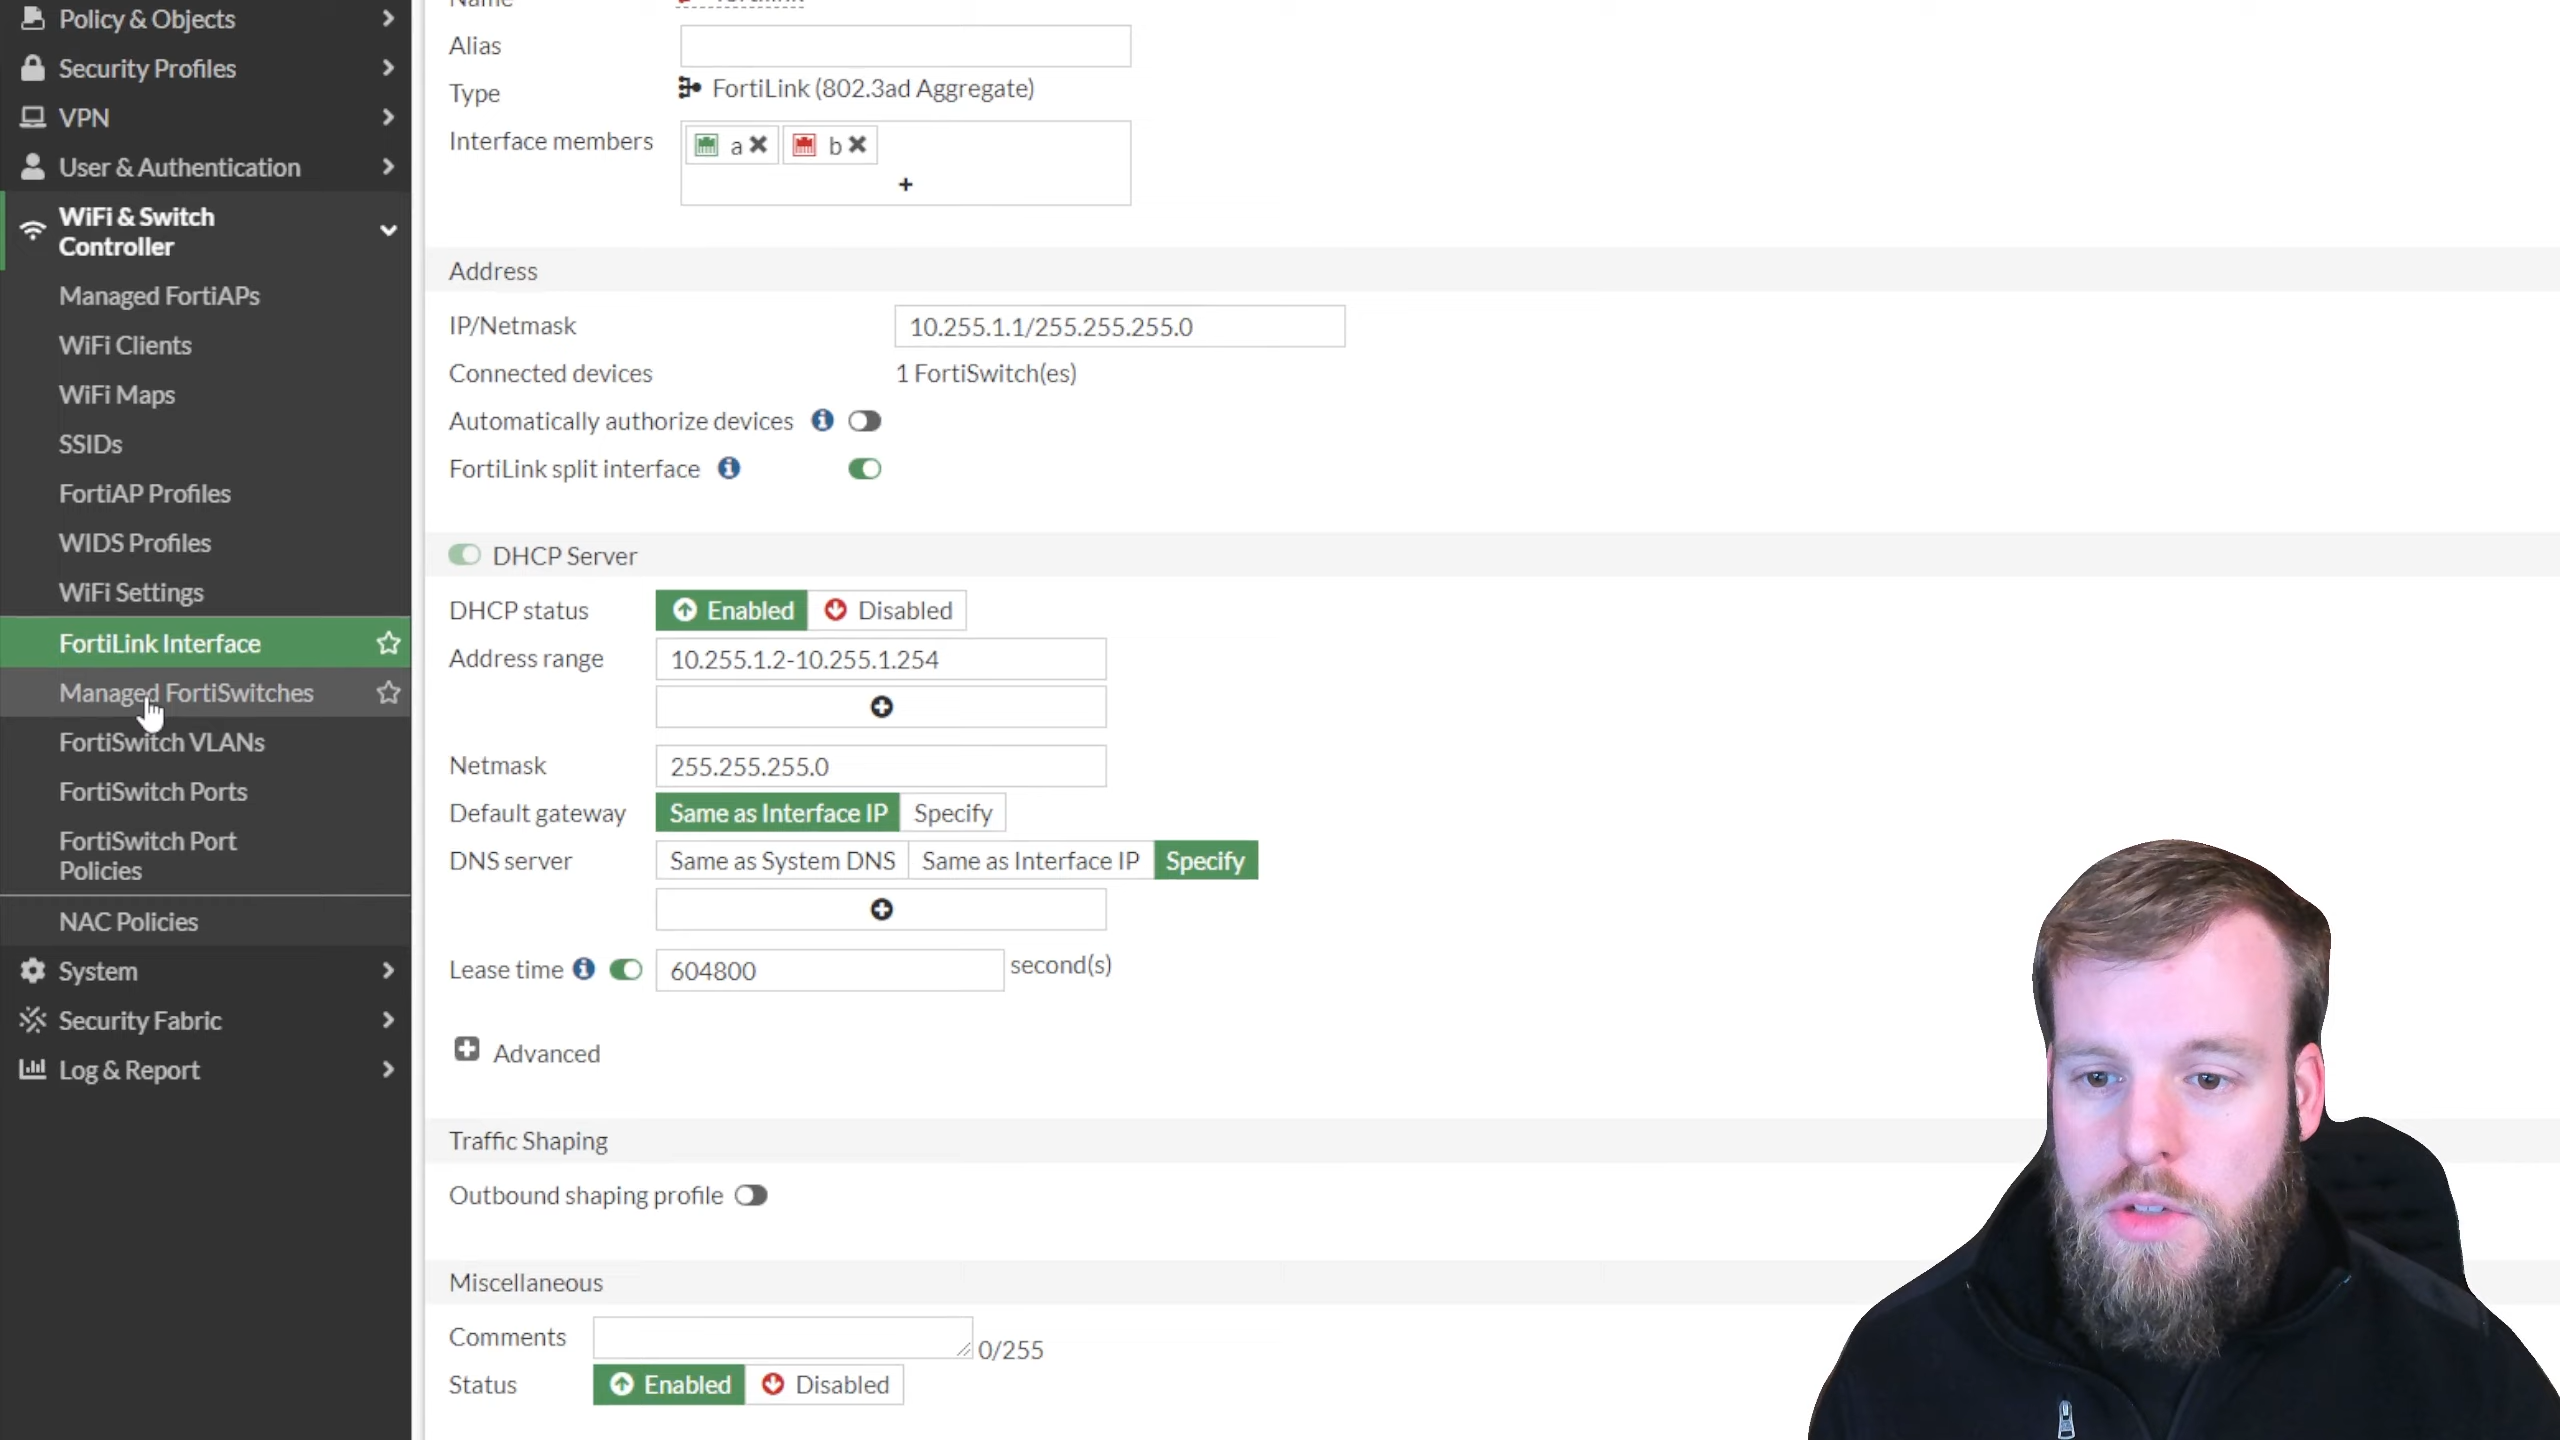 Policy & Objects
Security Profiles
VPN
User & Authentication
WiFi & Switch
Controller
Managed FortiAPs
WiFi Clients
WiFi Maps
SSIDs
FortiAP Profiles
WIDS Profiles
WiFi Settings
FortiLink Interface
Managed FortiSwitches
FortiSwitch VLANs
FortiSwitch Ports
FortiSwitch Port
Policies
NAC Policies
System
Security Fabric
Log & Report
Name
Alias
Type FortiLink (802.3ad Aggregate)
Interface members a b
Address
IP/Netmask 10.255.1.1/255.255.255.0
Connected devices 1 FortiSwitch(es)
Automatically authorize devices
FortiLink split interface
DHCP Server
DHCP status Enabled Disabled
Address range 10.255.1.2-10.255.1.254
Netmask 255.255.255.0
Default gateway Same as Interface IP Specify
DNS server Same as System DNS Same as Interface IP Specify
Lease time 604800 second(s)
Advanced
Traffic Shaping
Outbound shaping profile
Miscellaneous
Comments 0/255
Status Enabled Disabled